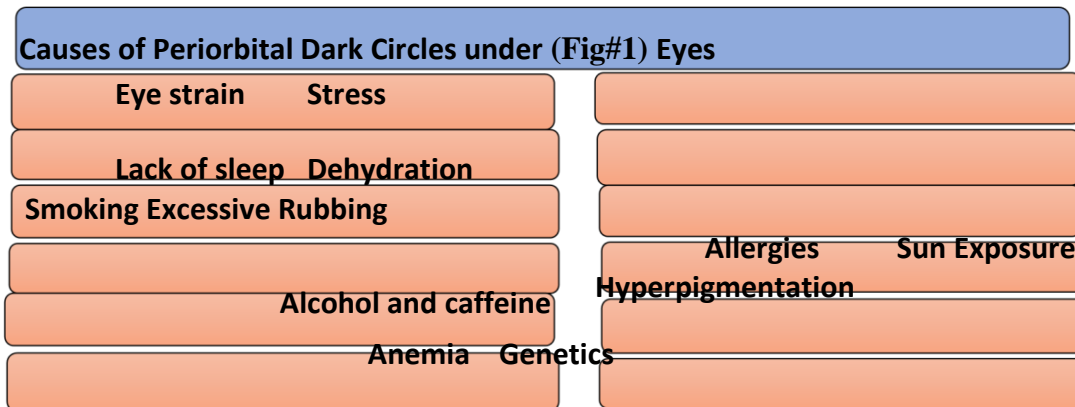 Causes of Periorbital Dark Circles under (Fig#1) Eyes
Eye strain Stress
Lack of sleep Dehydration
Smoking Excessive Rubbing
Allergies Sun Exposure
Hyperpigmentation
Alcohol and caffeine
Anemia Genetics